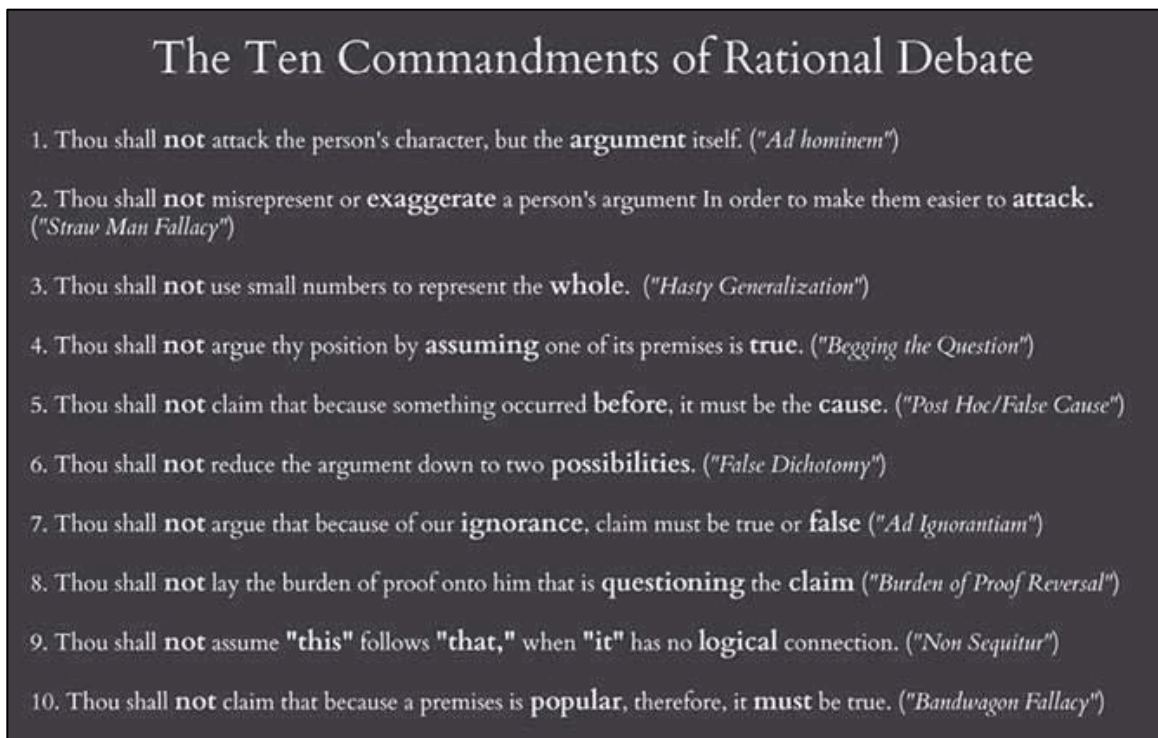 The Ten Commandments of Rational Debate
1. Thou shall not attack the person's character, but the argument itself. ("Ad hominem")
2. Thou shall not misrepresent or exaggerate a person's argument In order to make them easier to attack.
("Straw Man Fallacy")
3. Thou shall not use small numbers to represent the whole. ("Hasty Generalization")
4. Thou shall not argue thy position by assuming one of its premises is true. ("Begging the Question")
5. Thou shall not claim that because something occurred before, it must be the cause. ("Post Hoc/False Cause")
6. Thou shall not reduce the argument down to two possibilities. ("False Dichotomy")
7. Thou shall not argue that because of our ignorance, claim must be true or false ("Ad Ignorantiam")
8. Thou shall not lay the burden of proof onto him that is questioning the claim ("Burden of Proof Reversal")
9. Thou shall not assume "this" follows "that," when "it" has no logical connection. ("Non Sequitur")
10. Thou shall not claim that because a premises is popular, therefore, it must be true. ("Bandwagon Fallacy")